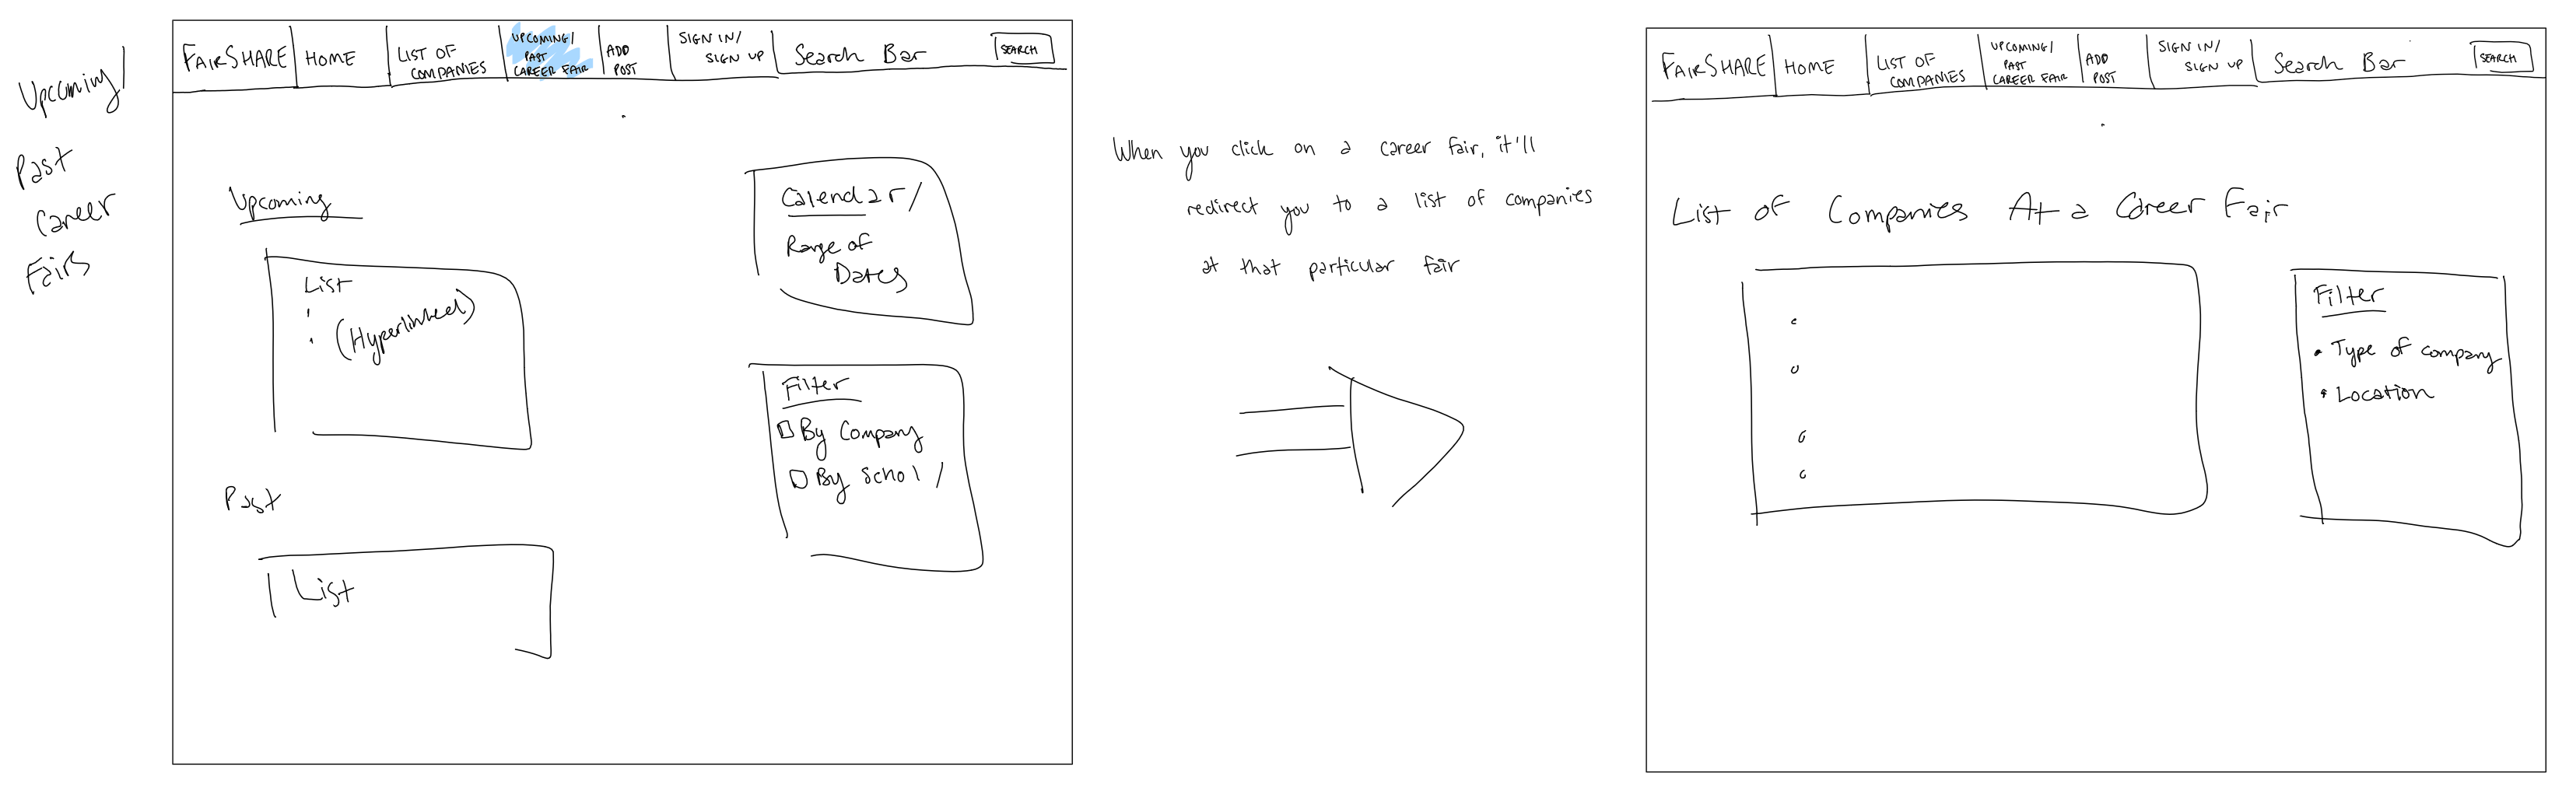 Upcoming/
Past
Career
Fairs
FAIRSHARE
HOME
LIST OF
COMPANIES
UPCOMING/
PAST
CAREER FAIR
ADD
POST
SIGN IN/
SIGN UP
Search Bar
SEARCH
Upcoming
List
(Hyperlinked)
Past
List
Calendar/
Range of
Dates
Filter
By Company
By Schol /
When you click on a career fair, it'll
redirect you to a list of companies
at that particular fair
FAIRSHARE
HOME
LIST OF
COMPANIES
UPCOMING/
PAST
CAREER FAIR
ADD
POST
SIGN IN/
SIGN UP
Search Bar
SEARCH
List of Companies At a Career Fair
Filter
• Type of company
• Location